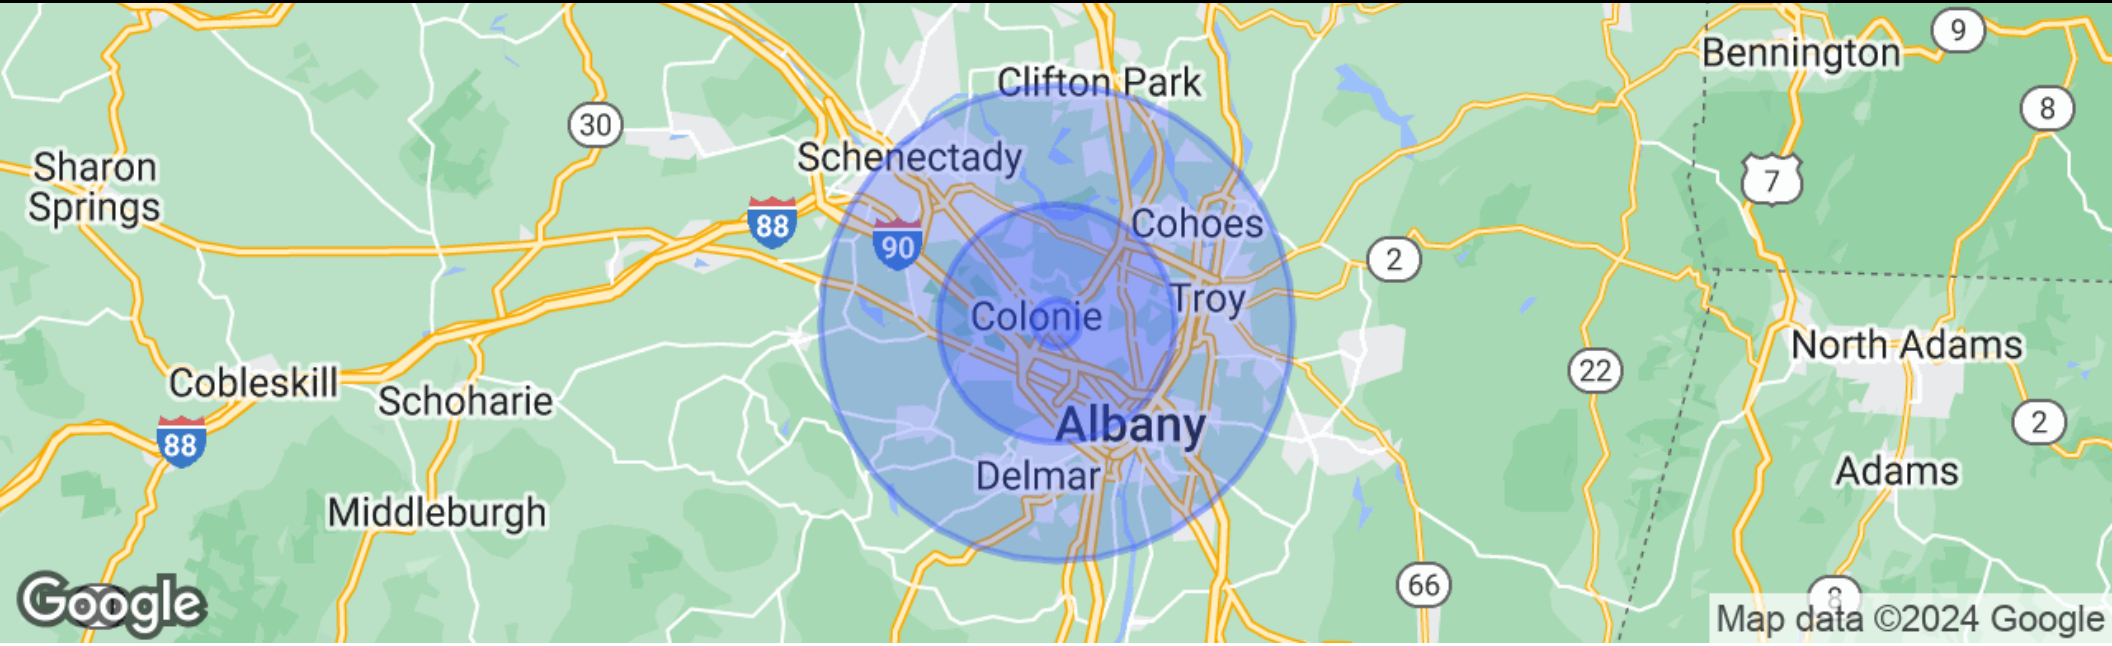 Bennington
9
Clifton Park
8
30
Schenectady
Sharon
Springs
7
88
90
Cohoes
2
Troy
Colonie
North Adams
22
Cobleskill
Schoharie
Albany
2
88
Delmar
Adams
Middleburgh
66
8
Google
Map data ©2024 Google